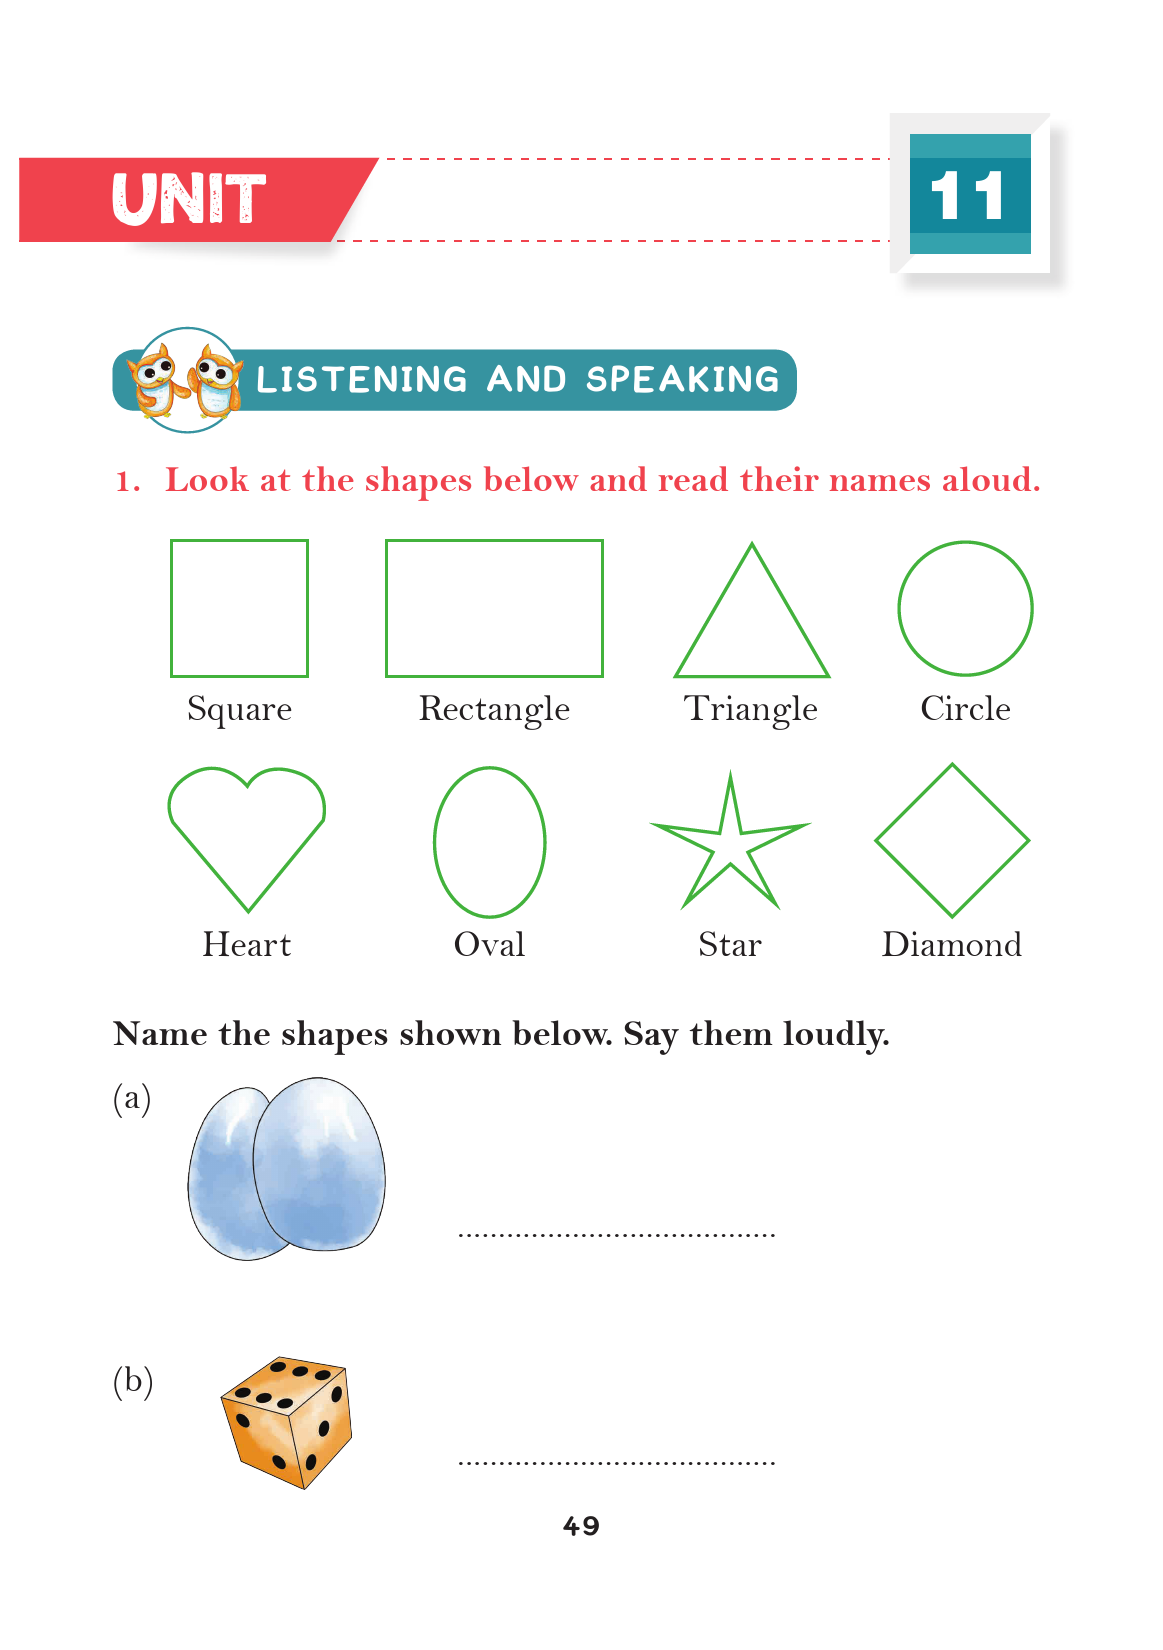 UNIT
11
LISTENING AND SPEAKING
1. Look at the shapes below and read their names aloud.
Square Rectangle Triangle Circle
Heart Oval Star Diamond
Name the shapes shown below. Say them loudly.
(a)
.......................................
(b)
.......................................
49